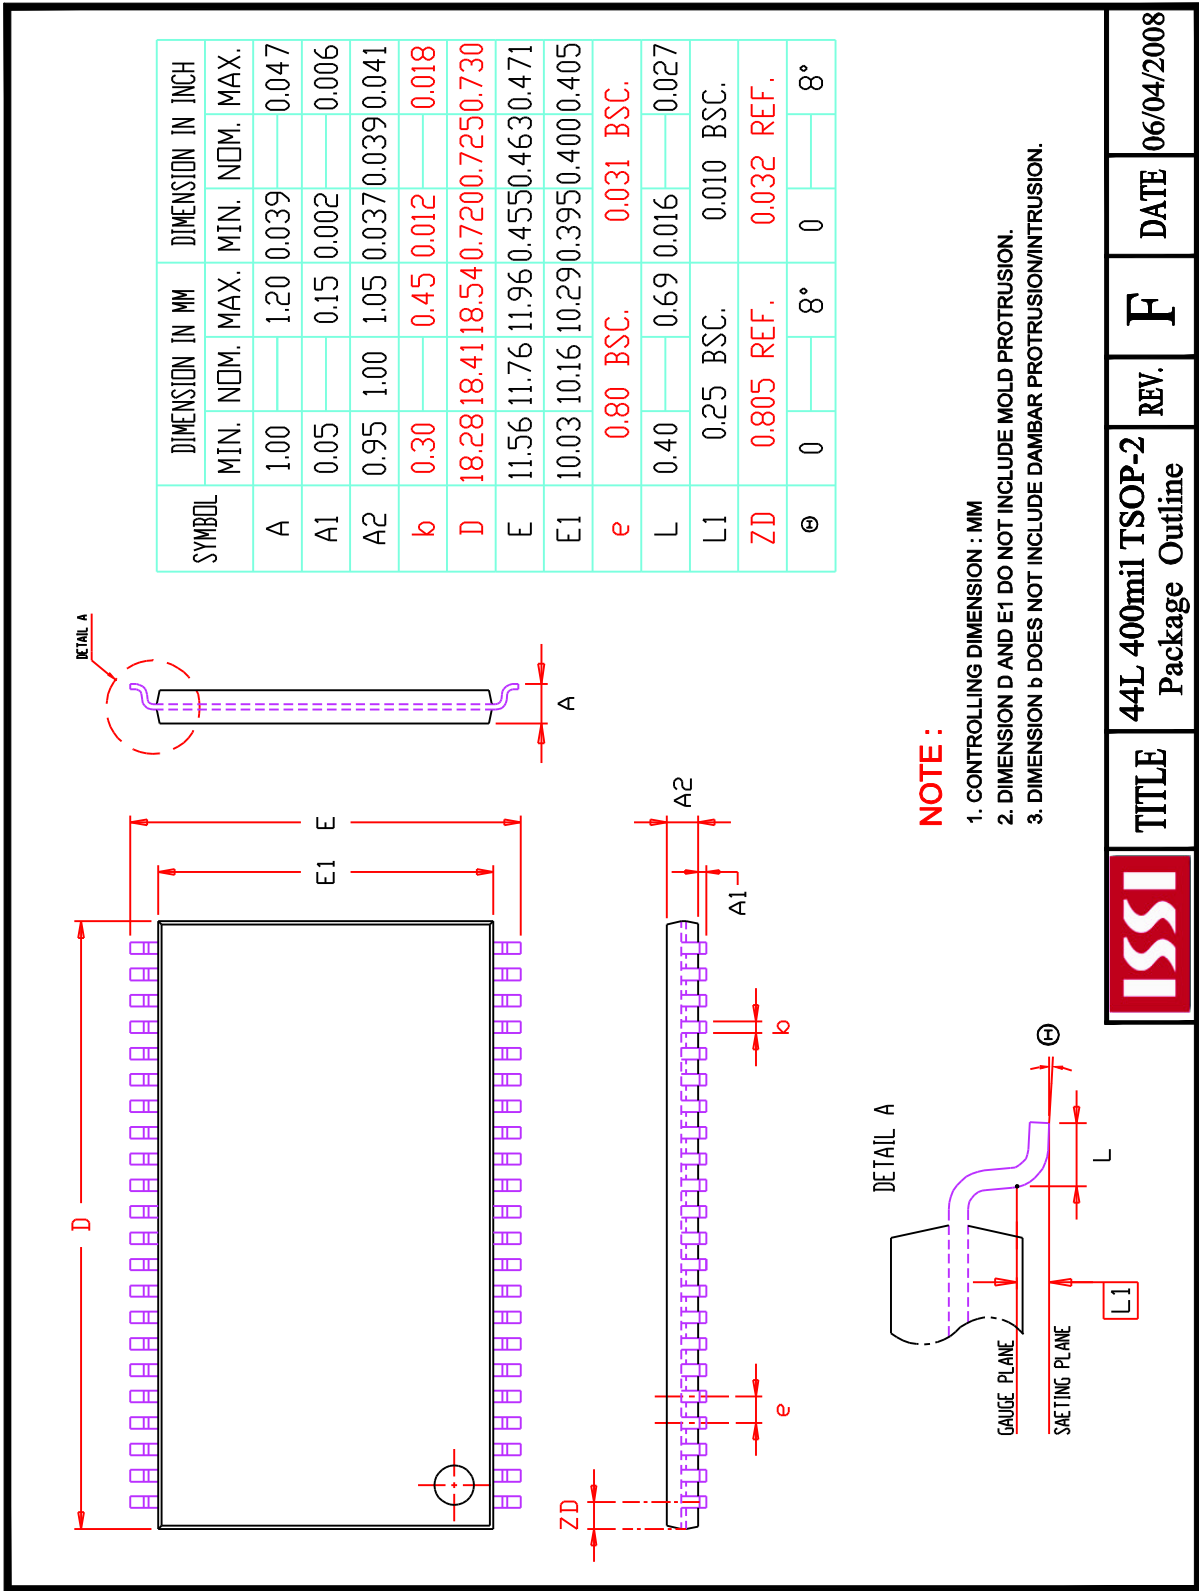 DETAIL A
D
E1
E
A
ZD
e
b
A1
A2
DETAIL A
GAUGE PLANE
SAETING PLANE
L1
L
Θ
SYMBOL DIMENSION IN MM DIMENSION IN INCH
MIN. NOM. MAX. MIN. NOM. MAX.
A 1.00 1.20 0.039 0.047
A1 0.05 0.15 0.002 0.006
A2 0.95 1.00 1.05 0.037 0.039 0.041
b 0.30 0.45 0.012 0.018
D 18.28 18.41 18.54 0.720 0.725 0.730
E 11.56 11.76 11.96 0.455 0.463 0.471
E1 10.03 10.16 10.29 0.395 0.400 0.405
e 0.80 BSC. 0.031 BSC.
L 0.40 0.69 0.016 0.027
L1 0.25 BSC. 0.010 BSC.
ZD 0.805 REF. 0.032 REF.
Θ 0 8° 0 8°
NOTE :
1. CONTROLLING DIMENSION : MM
2. DIMENSION D AND E1 DO NOT INCLUDE MOLD PROTRUSION.
3. DIMENSION b DOES NOT INCLUDE DAMBAR PROTRUSION/INTRUSION.
ISSI TITLE 44L 400mil TSOP-2 REV. F DATE 06/04/2008
Package Outline